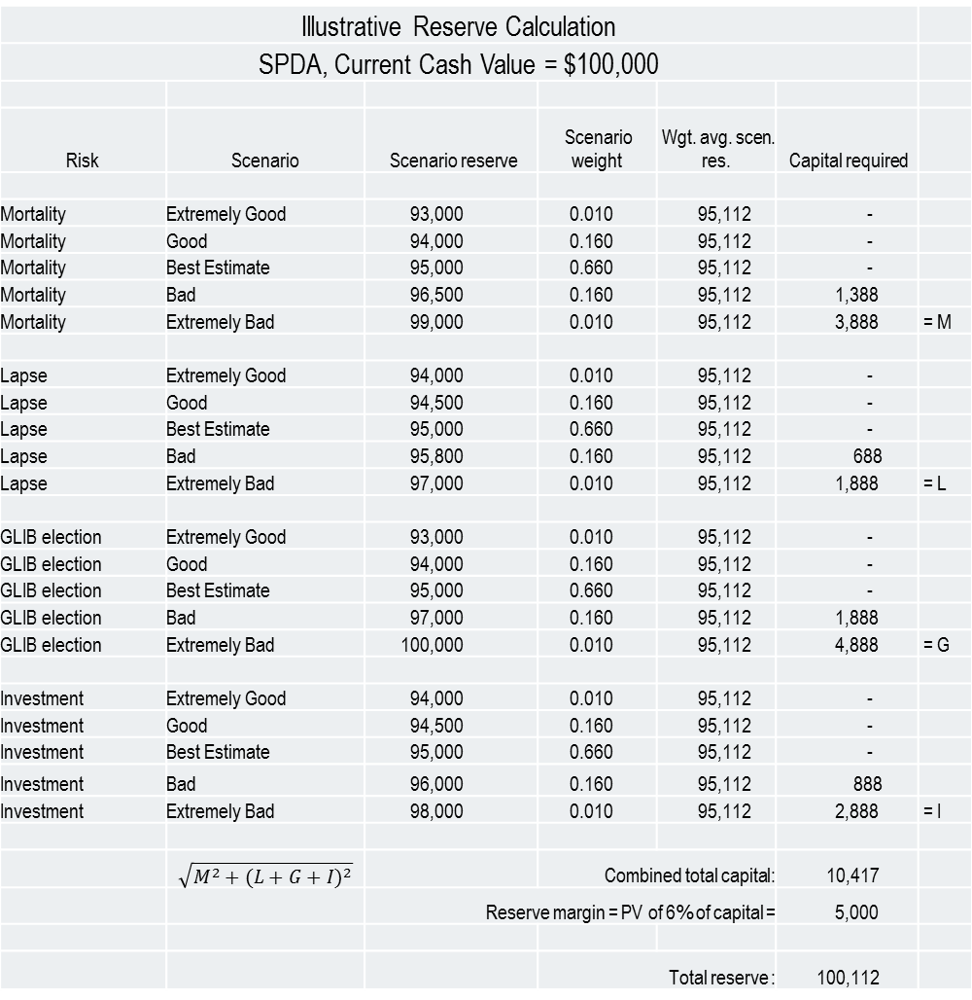 Illustrative Reserve Calculation
SPDA, Current Cash Value = $100,000
Risk Scenario Scenario reserve Scenario weight Wgt. avg. scen. res. Capital required
Mortality Extremely Good 93,000 0.010 95,112 -
Mortality Good 94,000 0.160 95,112 -
Mortality Best Estimate 95,000 0.660 95,112 -
Mortality Bad 96,500 0.160 95,112 1,388
Mortality Extremely Bad 99,000 0.010 95,112 3,888 = M
Lapse Extremely Good 94,000 0.010 95,112 -
Lapse Good 94,500 0.160 95,112 -
Lapse Best Estimate 95,000 0.660 95,112 -
Lapse Bad 95,800 0.160 95,112 688
Lapse Extremely Bad 97,000 0.010 95,112 1,888 = L
GLIB election Extremely Good 93,000 0.010 95,112 -
GLIB election Good 94,000 0.160 95,112 -
GLIB election Best Estimate 95,000 0.660 95,112 -
GLIB election Bad 97,000 0.160 95,112 1,888
GLIB election Extremely Bad 100,000 0.010 95,112 4,888 = G
Investment Extremely Good 94,000 0.010 95,112 -
Investment Good 94,500 0.160 95,112 -
Investment Best Estimate 95,000 0.660 95,112 -
Investment Bad 96,000 0.160 95,112 888
Investment Extremely Bad 98,000 0.010 95,112 2,888 = I
√M² + (L + G + I)² Combined total capital: 10,417
Reserve margin = PV of 6% of capital = 5,000
Total reserve: 100,112